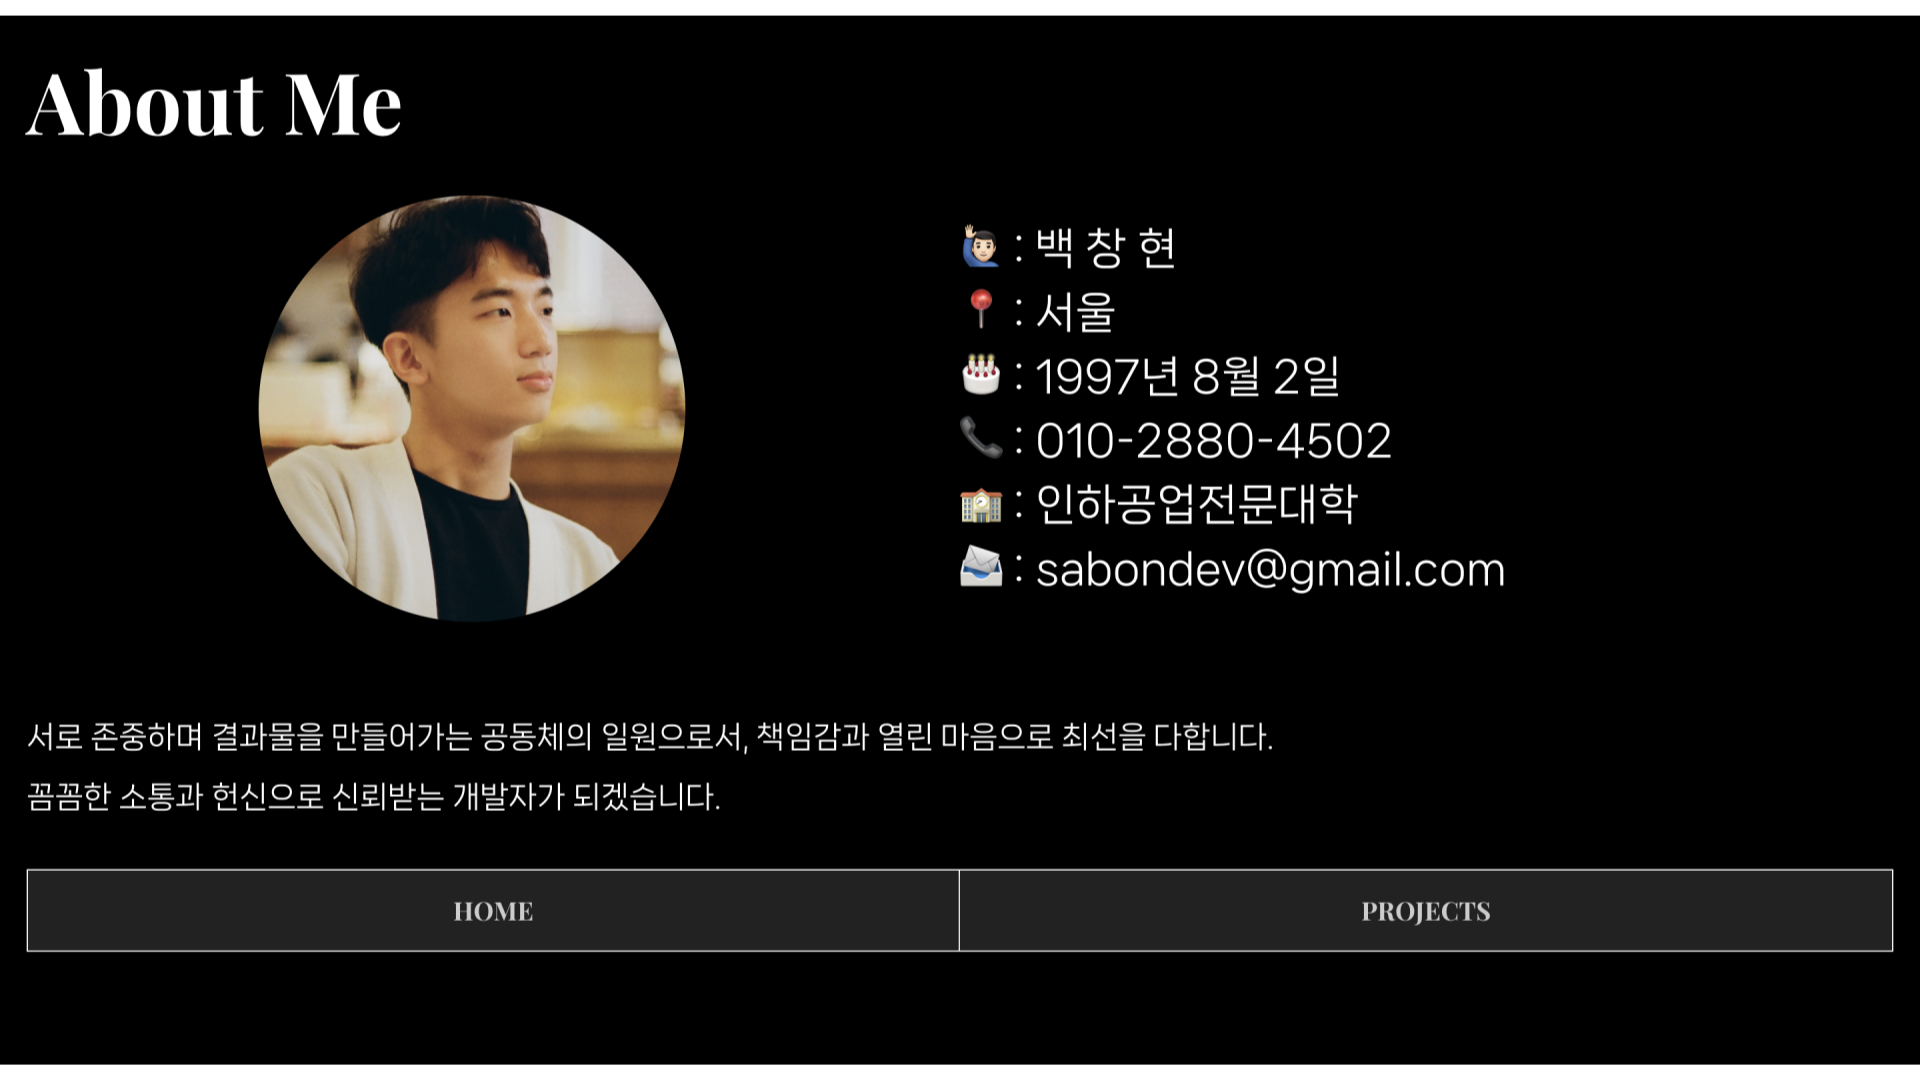 About Me
🙋🏻‍♂️ : 백 창 현
📍 : 서울
🎂 : 1997년 8월 2일
📞 : 010-2880-4502
🏫 : 인하공업전문대학
📨 : sabondev@gmail.com
서로 존중하며 결과물을 만들어가는 공동체의 일원으로서, 책임감과 열린 마음으로 최선을 다합니다.
꼼꼼한 소통과 헌신으로 신뢰받는 개발자가 되겠습니다.
HOME
PROJECTS